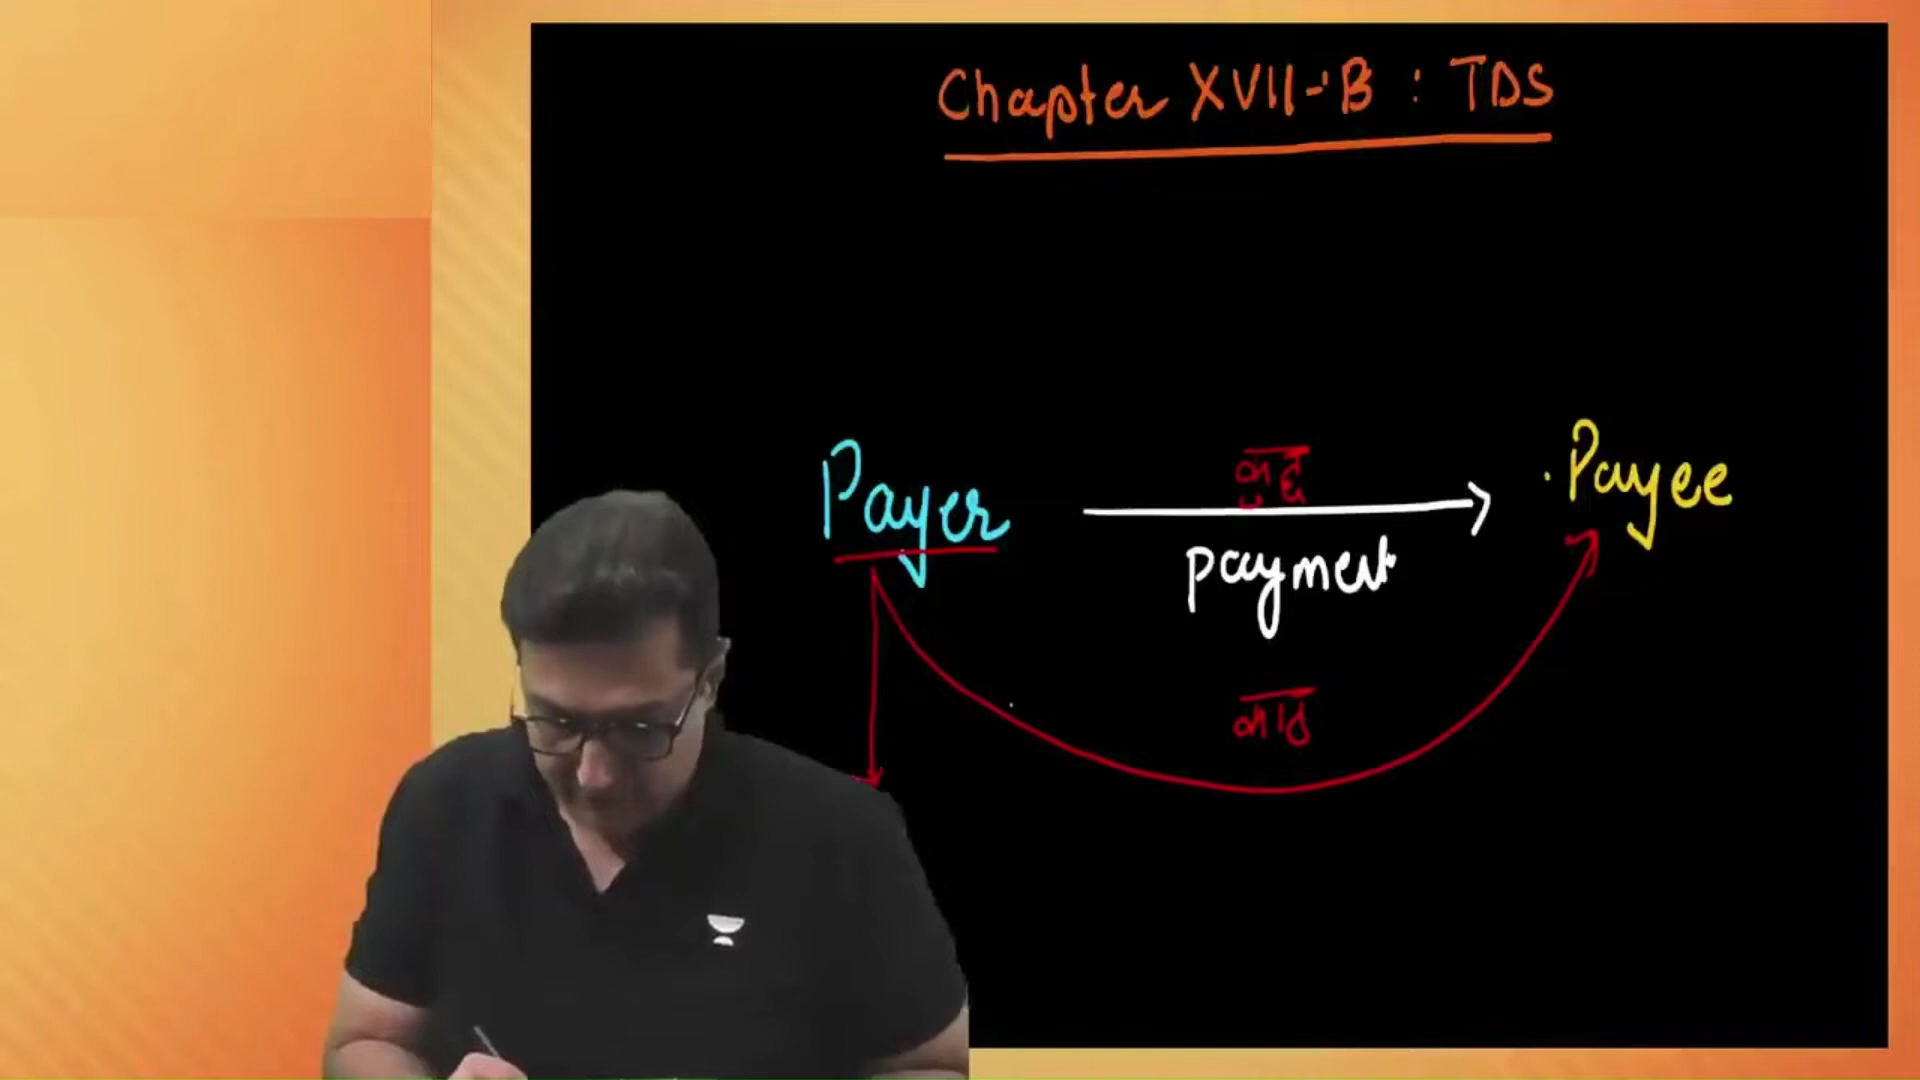 Chapter XVII-B : TDS
Payer
Payee
payment
काट